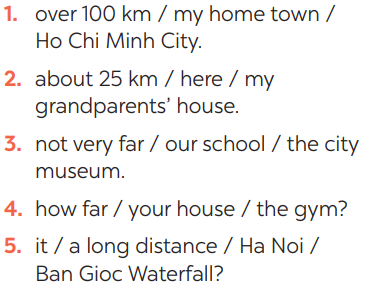 1. over 100 km / my home town /
Ho Chi Minh City.
2. about 25 km / here / my
grandparents’ house.
3. not very far / our school / the city
museum.
4. how far / your house / the gym?
5. it / a long distance / Ha Noi /
Ban Gioc Waterfall?